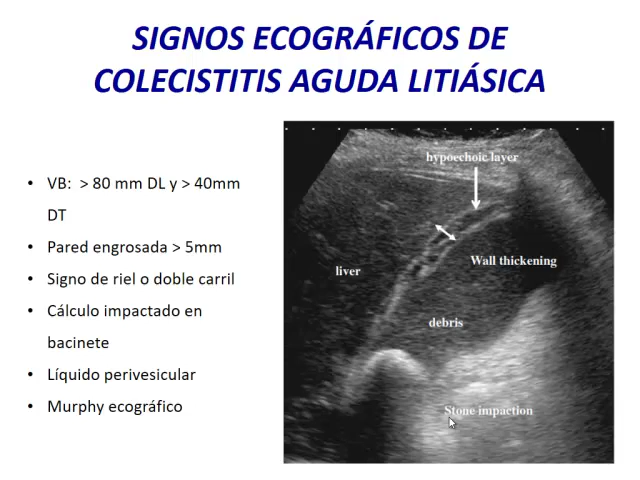 SIGNOS ECOGRÁFICOS DE
COLECISTITIS AGUDA LITIÁSICA
• VB: > 80 mm DL y > 40mm
DT
• Pared engrosada > 5mm
• Signo de riel o doble carril
• Cálculo impactado en
bacinete
• Líquido perivesicular
• Murphy ecográfico
hypoechoic layer
Wall thickening
liver
debris
Stone impaction